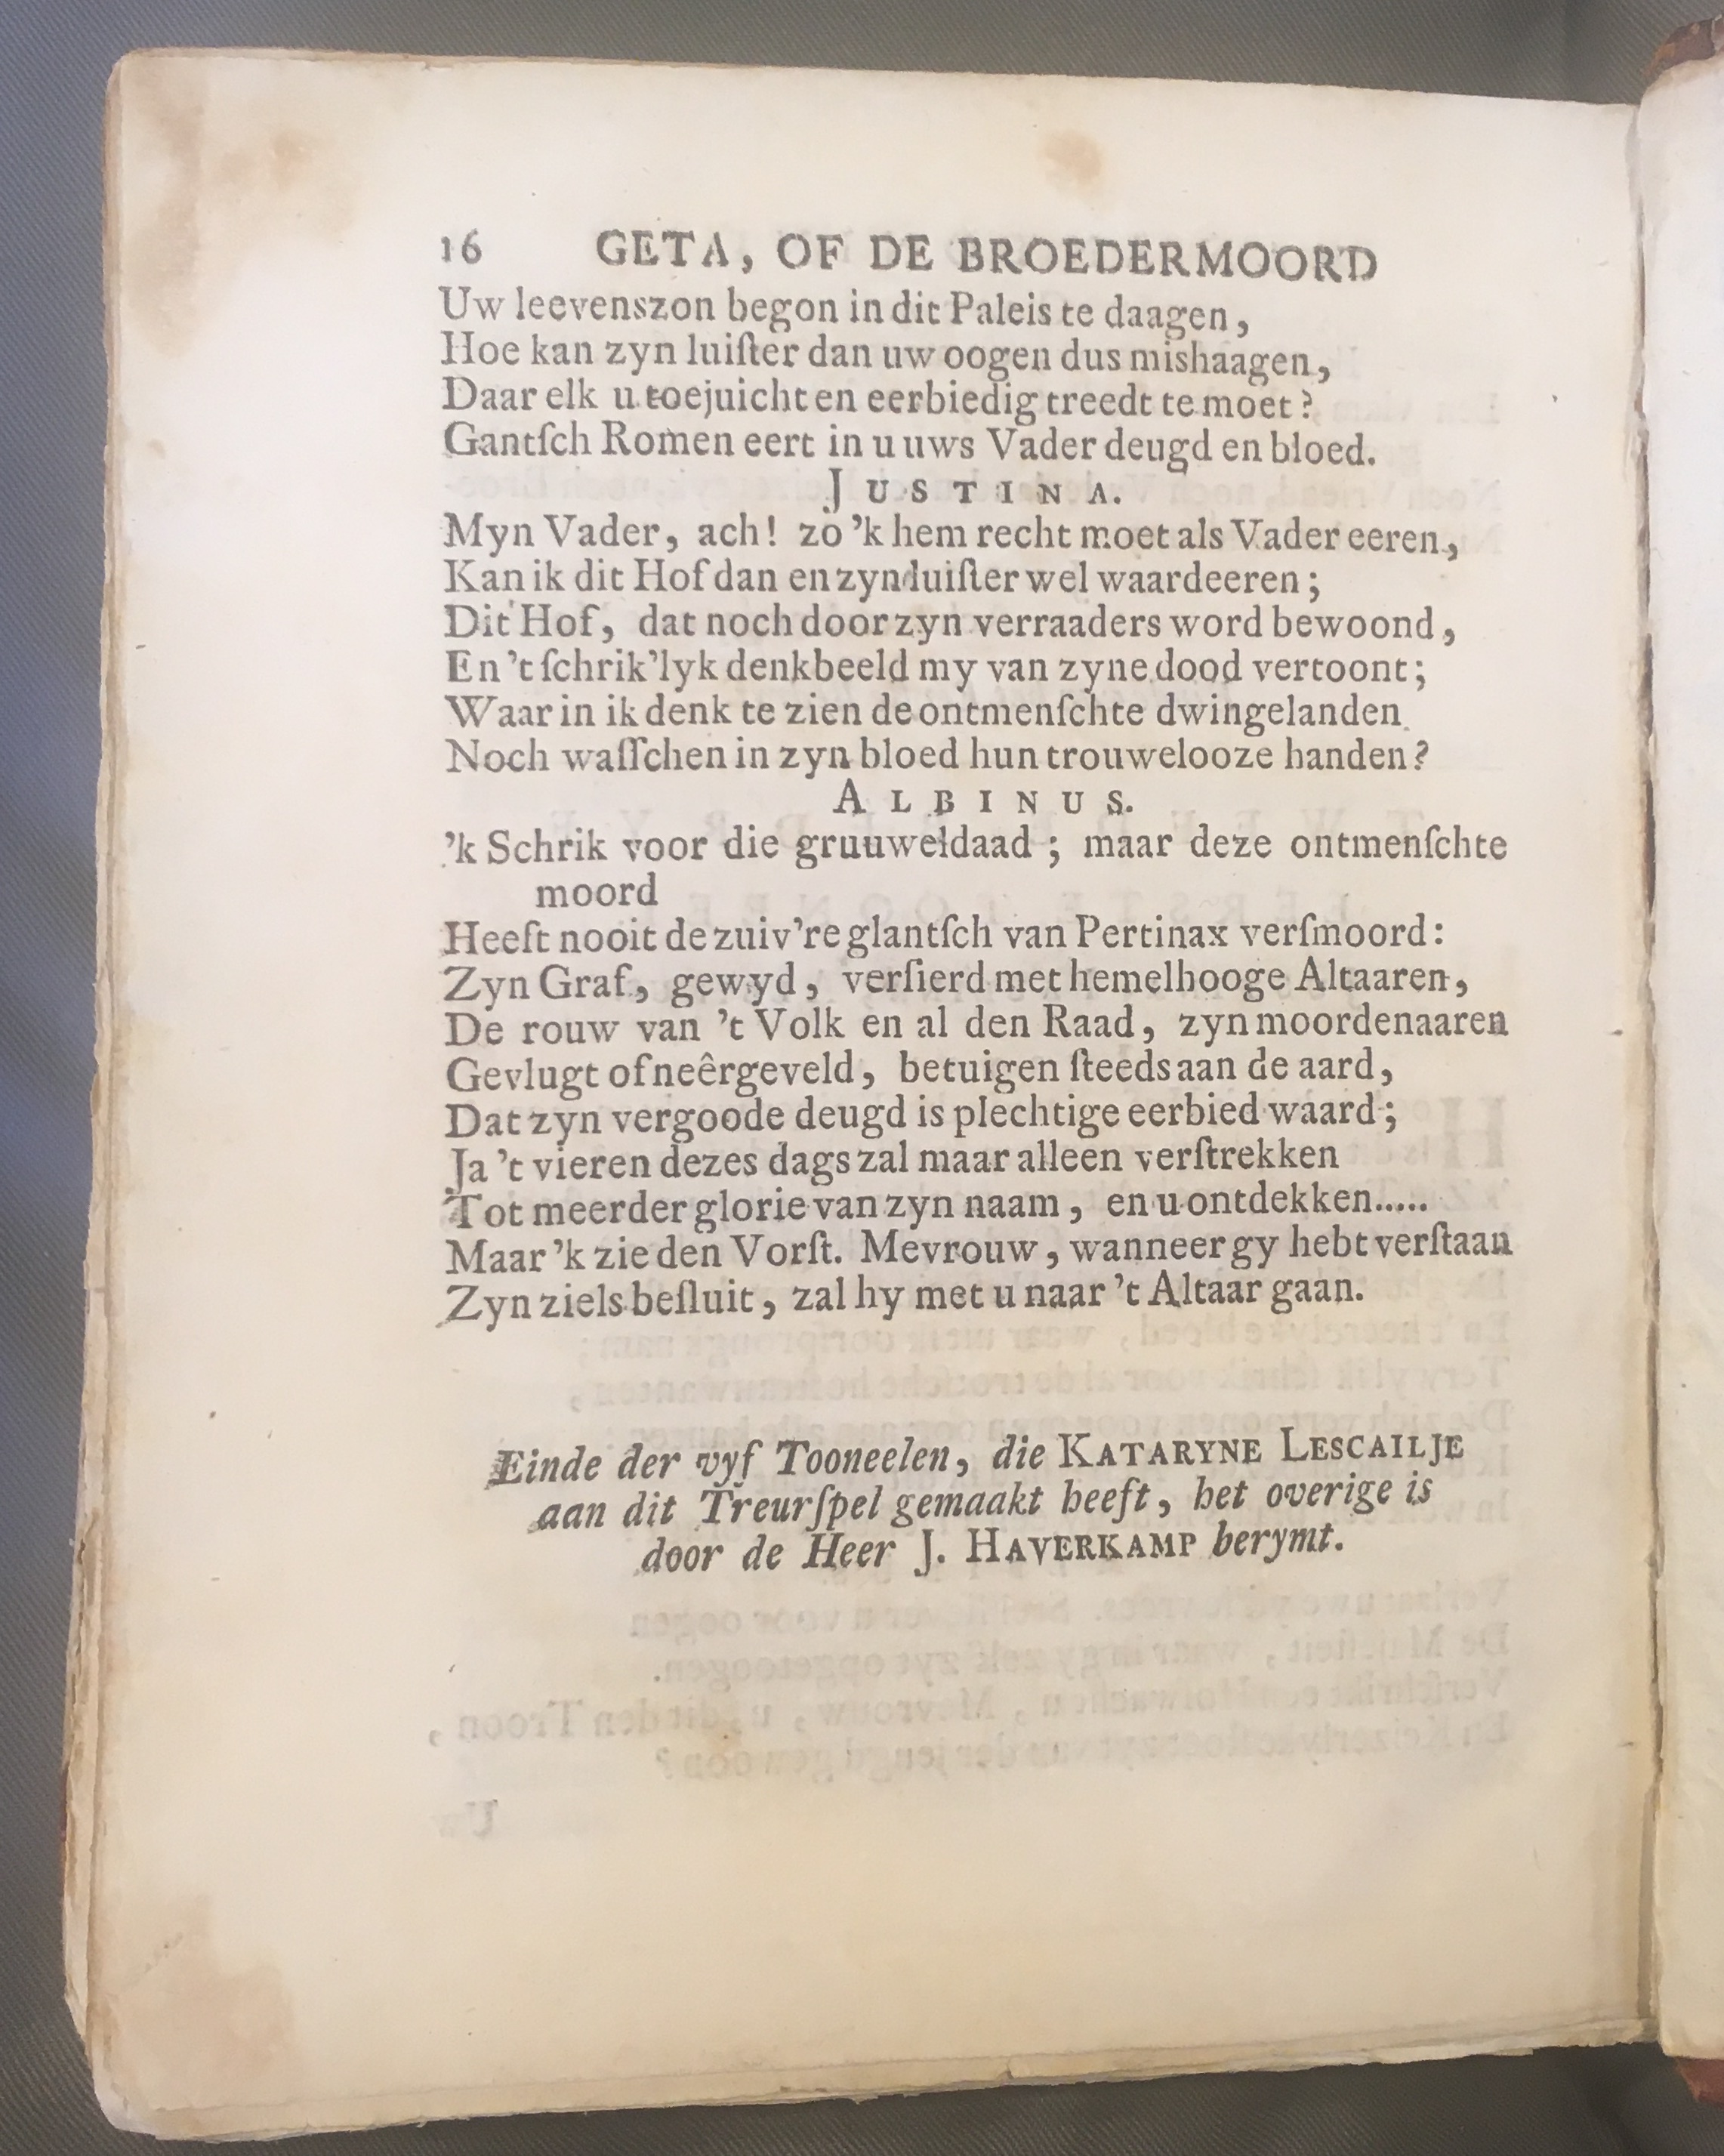 16 GETA, OF DE BROEDERMOORD
Uw leevenszon begon in dit Paleis te daagen,
Hoe kan zyn luiſter dan uw oogen dus mishaagen,
Daar elk u toejuicht en eerbiedig treedt te moet?
Gantſch Romen eert in u uws Vader deugd en bloed.
JUSTINA.
Myn Vader, ach! zo 'k hem recht moet als Vader eeren,
Kan ik dit Hof dan en zyn luiſter wel waardeeren;
Dit Hof, dat noch door zyn verraaders word bewoond,
En 't ſchrik'lyk denkbeeld my van zyne dood vertoont;
Waar in ik denk te zien de ontmenſchte dwingelanden
Noch waſſchen in zyn bloed hun trouwelooze handen?
ALBINUS.
'k Schrik voor die gruuweldaad; maar deze ontmenſchte
moord
Heeft nooit de zuiv're glantſch van Pertinax verſmoord:
Zyn Graf, gewyd, verſierd met hemelhooge Altaaren,
De rouw van 't Volk en al den Raad, zyn moordenaaren
Gevlugt of neêrgeveld, betuigen ſteeds aan de aard,
Dat zyn vergoode deugd is plechtige eerbied waard;
Ja 't vieren dezes dags zal maar alleen verſtrekken
Tot meerder glorie van zyn naam, en u ontdekken.....
Maar 'k zie den Vorſt. Mevrouw, wanneer gy hebt verſtaan
Zyn ziels beſluit, zal hy met u naar 't Altaar gaan.
Einde der vyf Tooneelen, die KATARYNE LESCAILJE
aan dit Treurſpel gemaakt heeft, het overige is
door de Heer J. HAVERKAMP berymt.